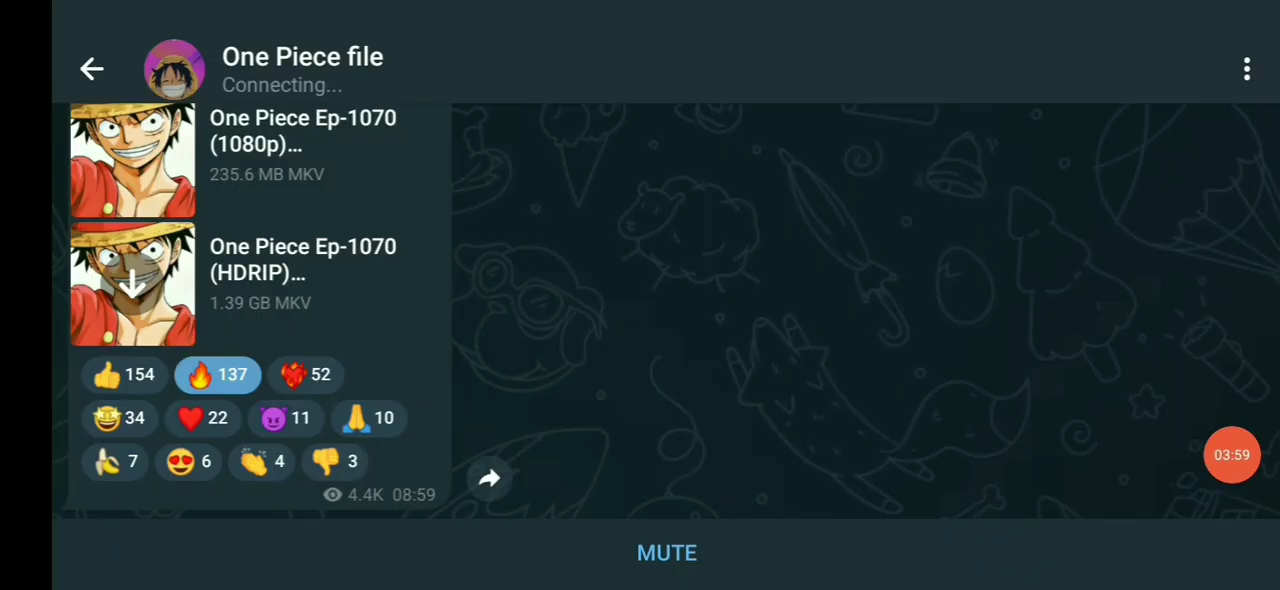 One Piece file
Connecting...
One Piece Ep-1070
(1080p)...
235.6 MB MKV
One Piece Ep-1070
(HDRIP)...
1.39 GB MKV
154 137 52
34 22 11 10
7 6 4 3
4.4K 08:59
03:59
MUTE